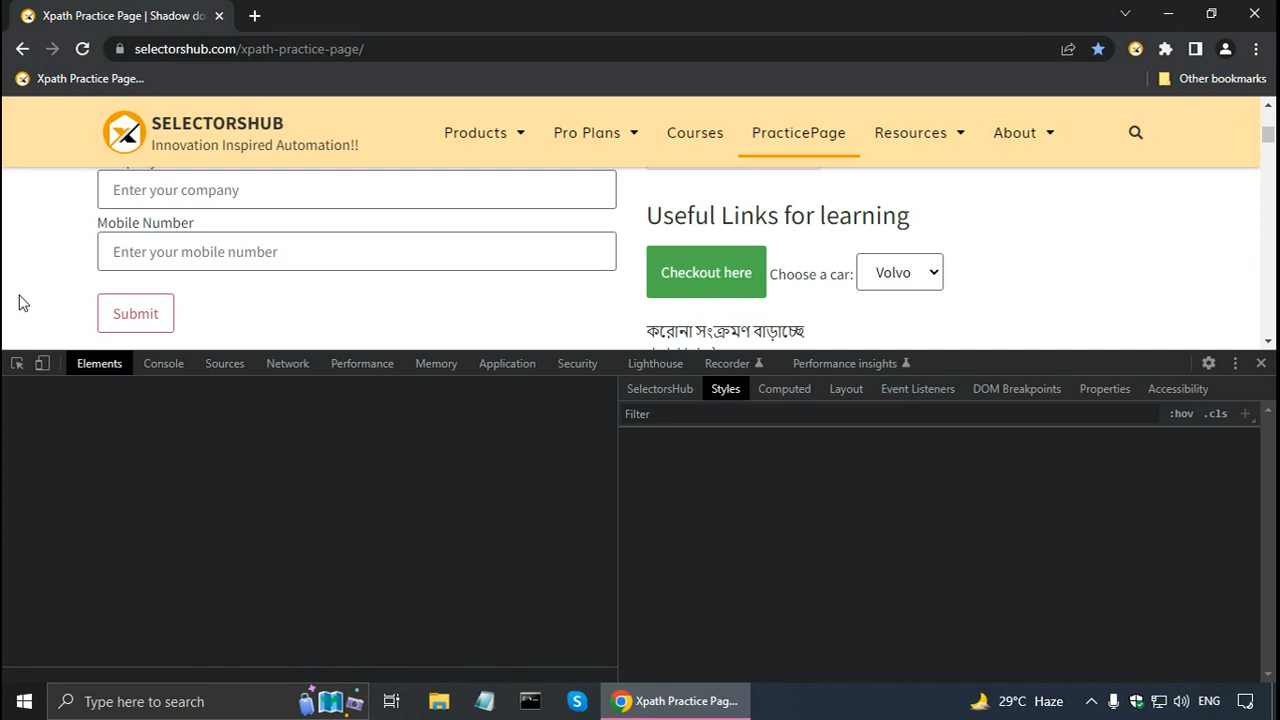 Xpath Practice Page | Shadow do
selectorshub.com/xpath-practice-page/
Xpath Practice Page...
Other bookmarks
SELECTORSHUB
Innovation Inspired Automation!!
Products
Pro Plans
Courses
PracticePage
Resources
About
Enter your company
Mobile Number
Enter your mobile number
Submit
Useful Links for learning
Checkout here
Choose a car:
Volvo
করোনা সংক্রমণ বাড়াচ্ছে
Elements
Console
Sources
Network
Performance
Memory
Application
Security
Lighthouse
Recorder
Performance insights
SelectorsHub
Styles
Computed
Layout
Event Listeners
DOM Breakpoints
Properties
Accessibility
Filter
:hov
.cls
Type here to search
Xpath Practice Pag...
29°C Haze
ENG